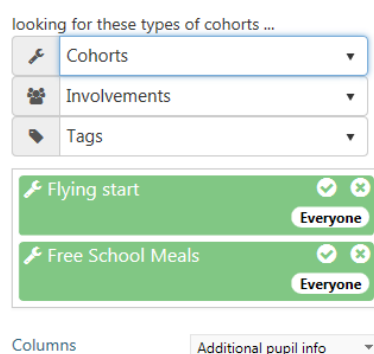 looking for these types of cohorts ...
Cohorts
Involvements
Tags
Flying start
Everyone
Free School Meals
Everyone
Columns Additional pupil info